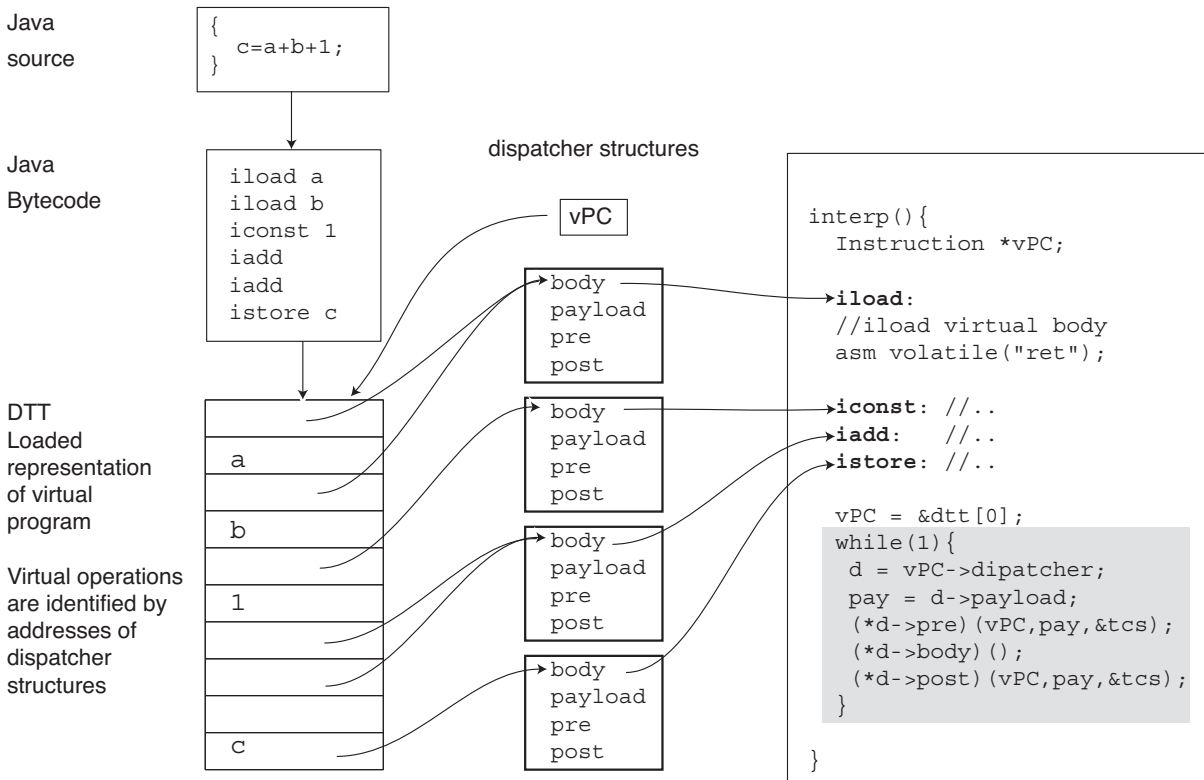 Java
source
{
c=a+b+1;
}
Java
Bytecode
iload a
iload b
iconst 1
iadd
iadd
istore c
dispatcher structures
vPC
DTT
Loaded
representation
of virtual
program
Virtual operations
are identified by
addresses of
dispatcher
structures
a
b
1
c
body
payload
pre
post
body
payload
pre
post
body
payload
pre
post
body
payload
pre
post
interp(){
Instruction *vPC;
iload:
//iload virtual body
asm volatile("ret");
iconst: //..
iadd: //..
istore: //..
vPC = &dtt[0];
while(1){
d = vPC->dipatcher;
pay = d->payload;
(*d->pre)(vPC,pay,&tcs);
(*d->body)();
(*d->post)(vPC,pay,&tcs);
}
}